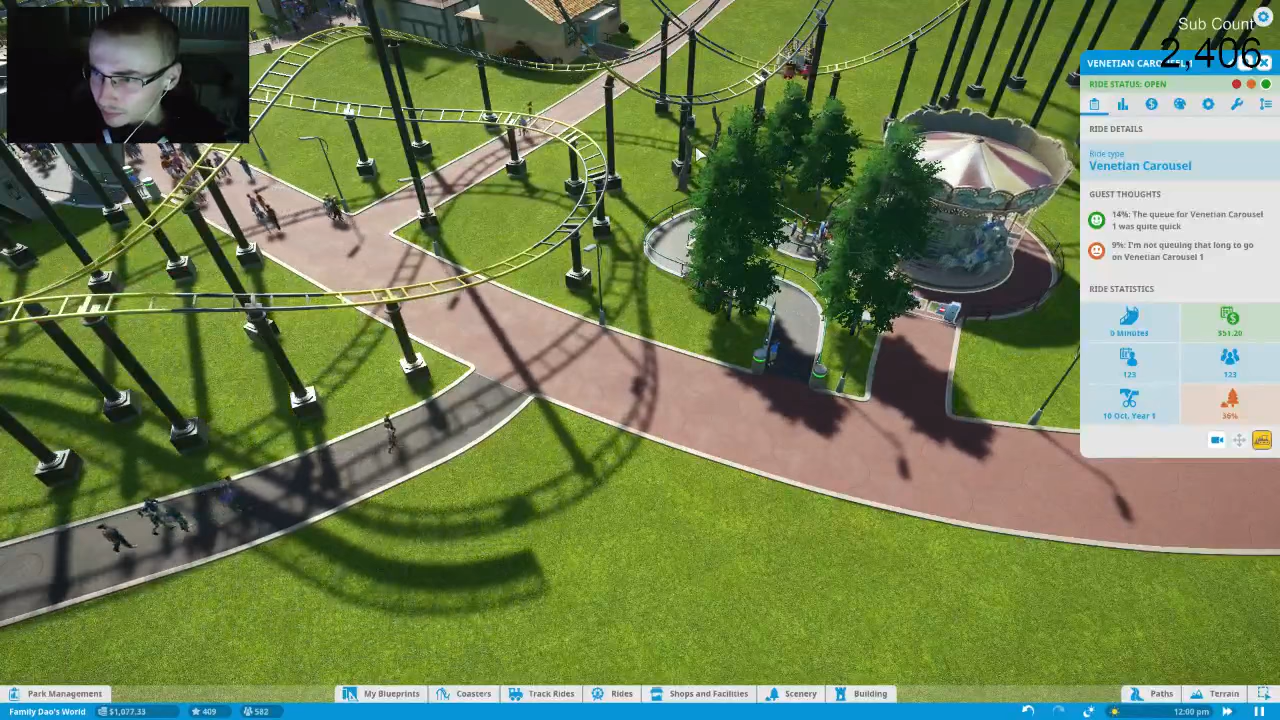 Sub Count
2,406
VENETIAN CAROUSEL 1
RIDE STATUS: OPEN
RIDE DETAILS
Ride type
Venetian Carousel
GUEST THOUGHTS
14%: The queue for Venetian Carousel
1 was quite quick
9%: I'm not queuing that long to go
on Venetian Carousel 1
RIDE STATISTICS
0 Minutes
$51.20
123
123
10 Oct, Year 1
36%
Park Management
My Blueprints
Coasters
Track Rides
Rides
Shops and Facilities
Scenery
Building
Paths
Terrain
Family Dao's World
$1,077.33
409
582
12:00 pm